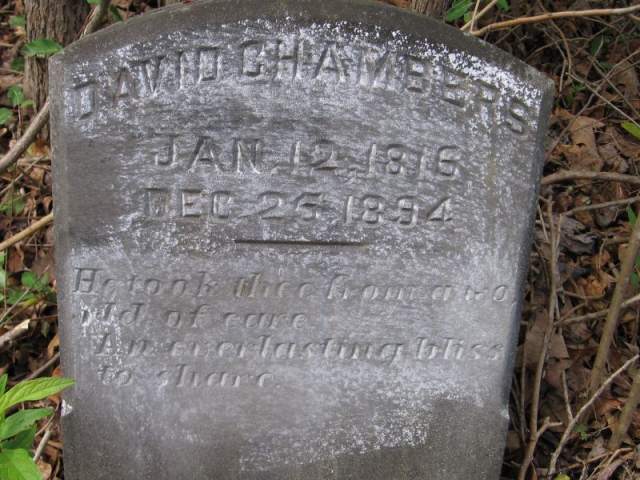 DAVID CHAMBERS
JAN. 12, 1816
DEC 25 1894
He took thee from a wo
rld of care
An everlasting bliss
to share